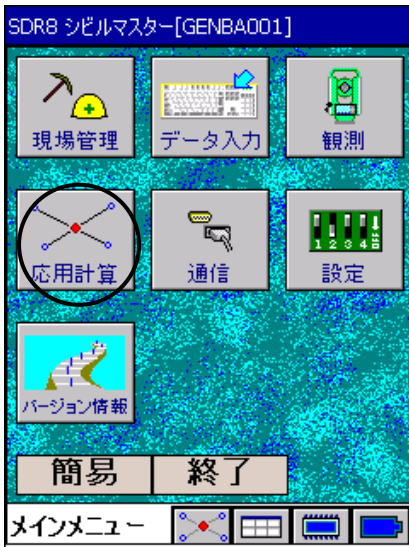 SDR8 シビルマスター[GENBA001]
現場管理 データ入力 観測
1 2 3 4 OFF
応用計算 通信 設定
バージョン情報
簡易 終了
メインメニュー